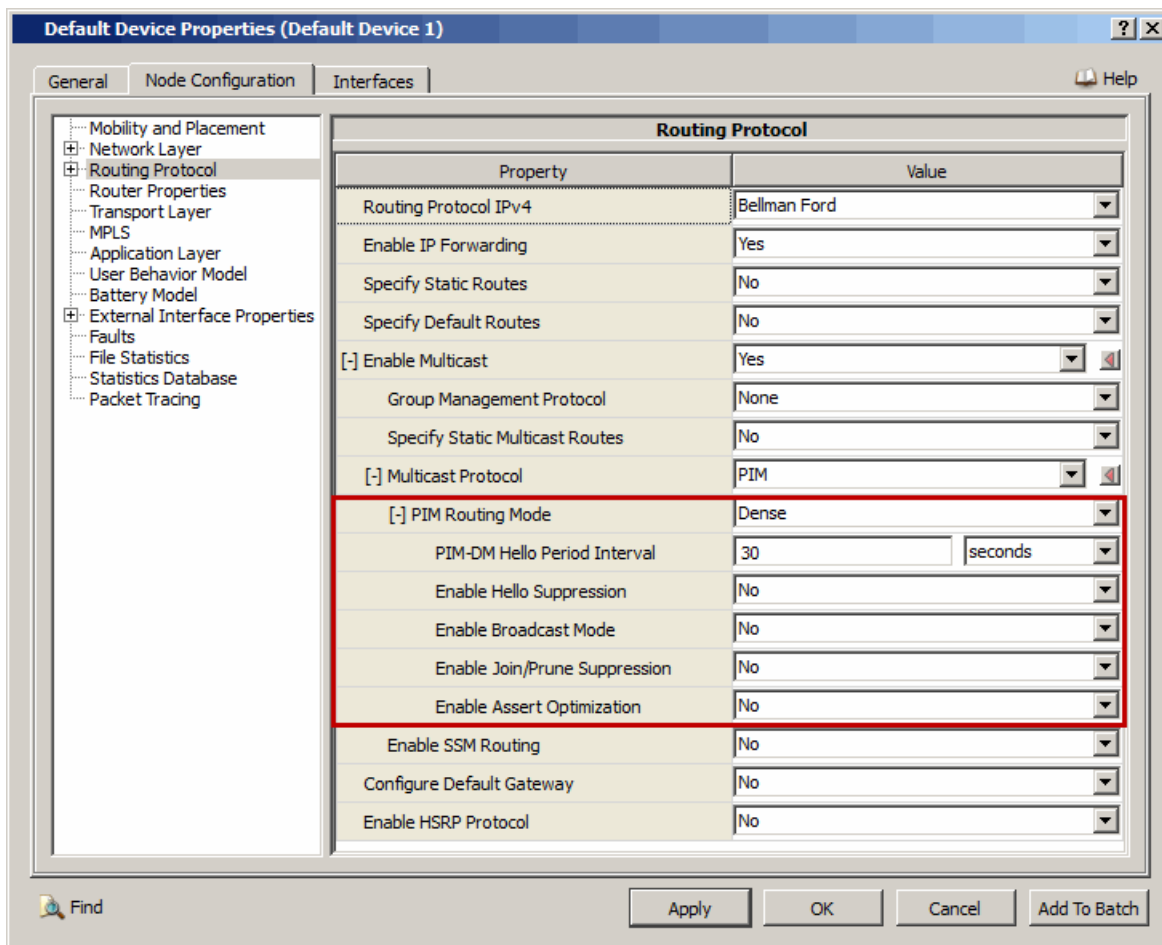 Default Device Properties (Default Device 1)
? X
General Node Configuration Interfaces Help
Mobility and Placement
Network Layer
Routing Protocol
Router Properties
Transport Layer
MPLS
Application Layer
User Behavior Model
Battery Model
External Interface Properties
Faults
File Statistics
Statistics Database
Packet Tracing
Routing Protocol
Property Value
Routing Protocol IPv4 Bellman Ford
Enable IP Forwarding Yes
Specify Static Routes No
Specify Default Routes No
[-] Enable Multicast Yes
Group Management Protocol None
Specify Static Multicast Routes No
[-] Multicast Protocol PIM
[-] PIM Routing Mode Dense
PIM-DM Hello Period Interval 30 seconds
Enable Hello Suppression No
Enable Broadcast Mode No
Enable Join/Prune Suppression No
Enable Assert Optimization No
Enable SSM Routing No
Configure Default Gateway No
Enable HSRP Protocol No
Find Apply OK Cancel Add To Batch